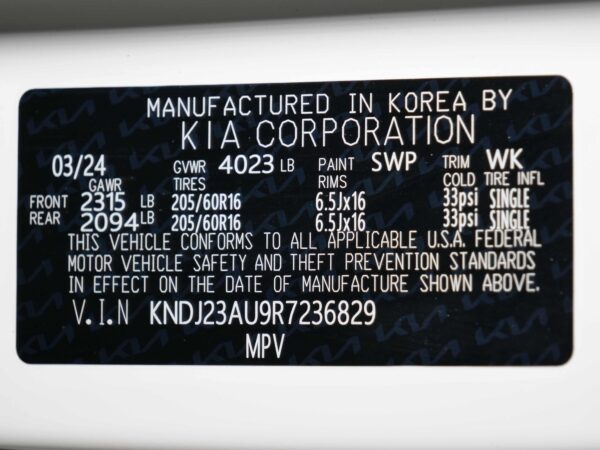 MANUFACTURED IN KOREA BY
KIA CORPORATION
03/24 GVWR 4023 LB PAINT SWP TRIM WK
GAWR TIRES RIMS COLD TIRE INFL
FRONT 2315 LB 205/60R16 6.5Jx16 33psi SINGLE
REAR 2094 LB 205/60R16 6.5Jx16 33psi SINGLE
THIS VEHICLE CONFORMS TO ALL APPLICABLE U.S.A. FEDERAL
MOTOR VEHICLE SAFETY AND THEFT PREVENTION STANDARDS
IN EFFECT ON THE DATE OF MANUFACTURE SHOWN ABOVE.
V.I.N KNDJ23AU9R7236829
MPV